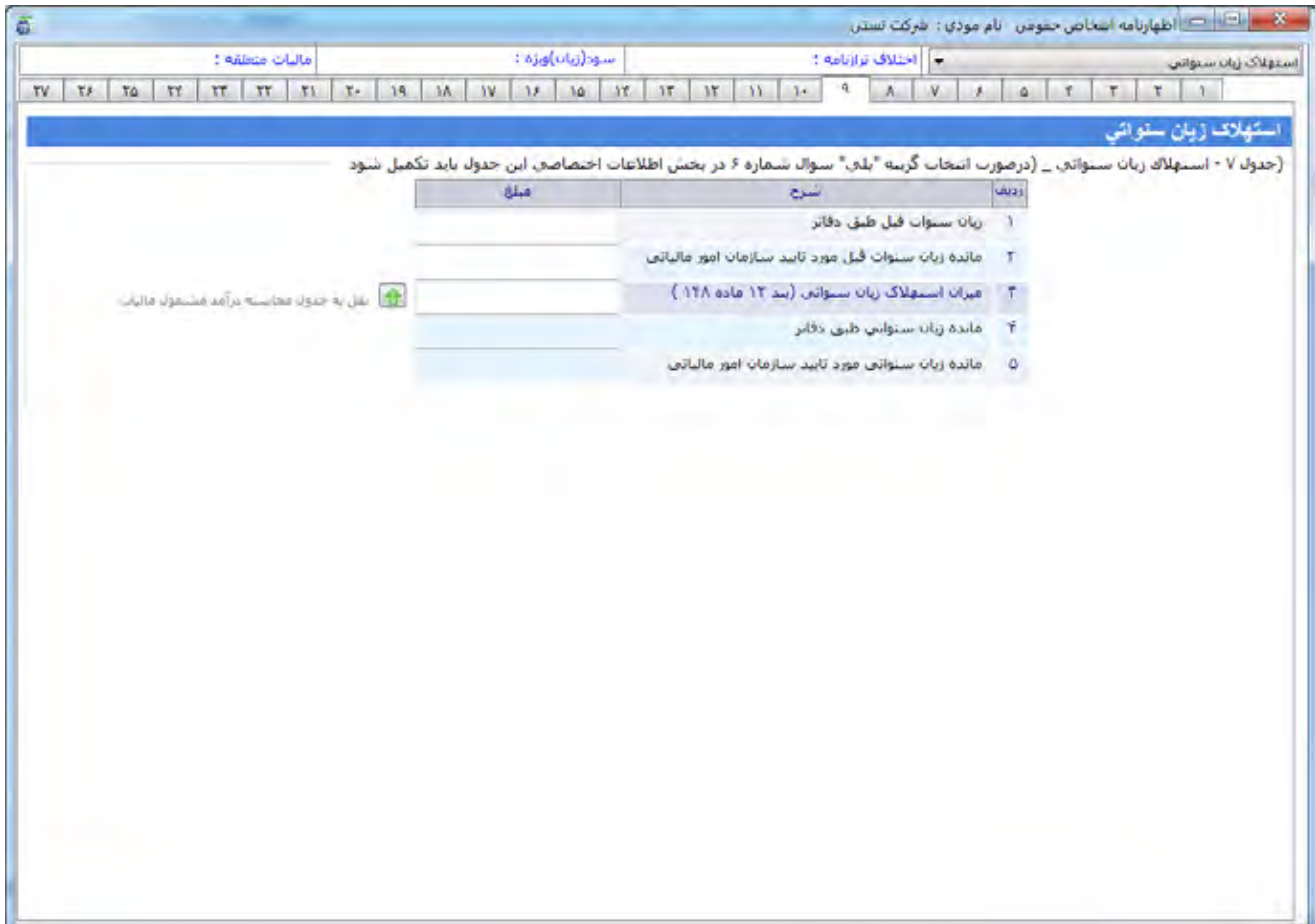 اظهارنامه اشخاص حقوقی نام مودی : شرکت تستی
استهلاک زیان سنواتی
اختلاف ترازنامه :
سود(زیان)ویژه :
مالیات متعلقه :
۱ ۲ ۳ ۴ ۵ ۶ ۷ ۸ ۹ ۱۰ ۱۱ ۱۲ ۱۳ ۱۴ ۱۵ ۱۶ ۱۷ ۱۸ ۱۹ ۲۰ ۲۱ ۲۲ ۲۳ ۲۴ ۲۵ ۲۶ ۲۷
استهلاک زیان سنواتی
(جدول ۷ - استهلاك زیان سنواتی _ (درصورت انتخاب گزینه "بلی" سوال شماره ۶ در بخش اطلاعات اختصاصی این جدول باید تکمیل شود
ردیف شرح مبلغ
۱ زیان سنوات قبل طبق دفاتر
۲ مانده زیان سنوات قبل مورد تایید سازمان امور مالیاتی
۳ میزان استهلاک زیان سنواتی (بند ۱۲ ماده ۱۴۸ ) نقل به جدول محاسبه درآمد مشمول مالیات
۴ مانده زیان سنواتی طبق دفاتر
۵ مانده زیان سنواتی مورد تایید سازمان امور مالیاتی